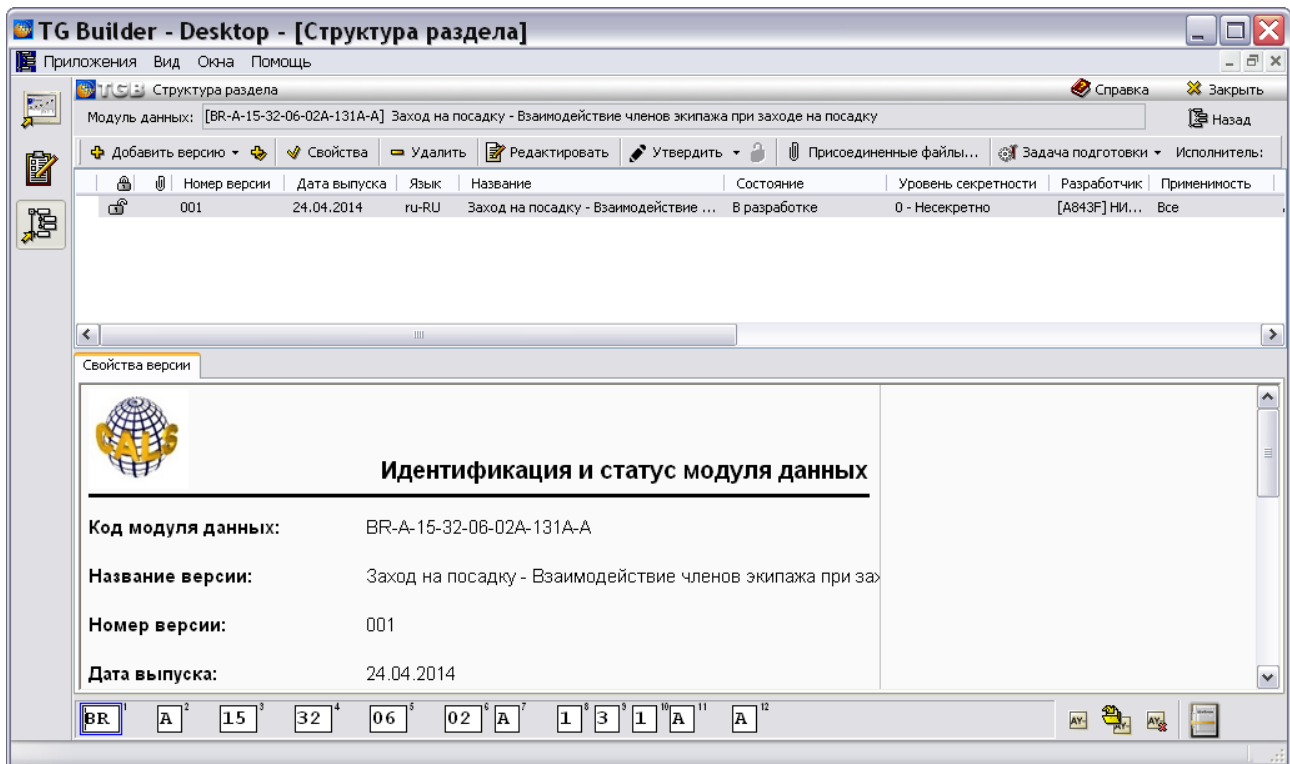 TG Builder - Desktop - [Структура раздела]
Приложения Вид Окна Помощь
TGB Структура раздела Справка Закрыть
Модуль данных: [BR-A-15-32-06-02A-131A-A] Заход на посадку - Взаимодействие членов экипажа при заходе на посадку Назад
Добавить версию Свойства Удалить Редактировать Утвердить Присоединенные файлы... Задача подготовки Исполнитель:
Номер версии Дата выпуска Язык Название Состояние Уровень секретности Разработчик Применимость
001 24.04.2014 ru-RU Заход на посадку - Взаимодействие ... В разработке 0 - Несекретно [A843F] НИ... Все
Свойства версии
CALS
Идентификация и статус модуля данных
Код модуля данных: BR-A-15-32-06-02A-131A-A
Название версии: Заход на посадку - Взаимодействие членов экипажа при зах
Номер версии: 001
Дата выпуска: 24.04.2014
BR 1 A 2 15 3 32 4 06 5 02 6 A 7 1 8 3 9 1 10 A 11 A 12